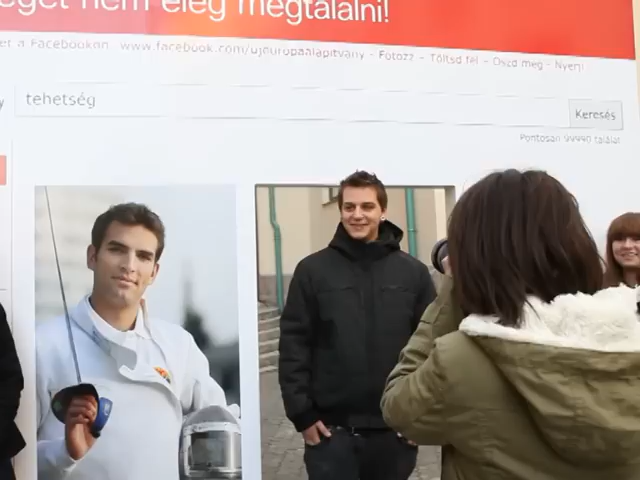 éget nem elég megtalálni!
et a Facebookon www.facebook.com/ujeuropaalapitvany - Fotózz - Töltsd fel - Oszd meg - Nyerj!
y tehetség Keresés
Pontosan 99990 találat